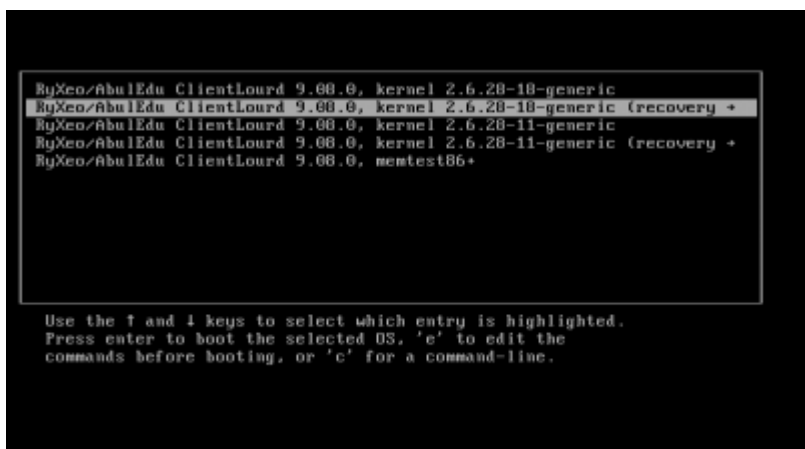 RyXeo/AbulEdu ClientLourd 9.08.0, kernel 2.6.28-18-generic
RyXeo/AbulEdu ClientLourd 9.08.0, kernel 2.6.28-18-generic (recovery →
RyXeo/AbulEdu ClientLourd 9.08.0, kernel 2.6.28-11-generic
RyXeo/AbulEdu ClientLourd 9.08.0, kernel 2.6.28-11-generic (recovery →
RyXeo/AbulEdu ClientLourd 9.08.0, memtest86+
Use the ↑ and ↓ keys to select which entry is highlighted.
Press enter to boot the selected OS, 'e' to edit the
commands before booting, or 'c' for a command-line.